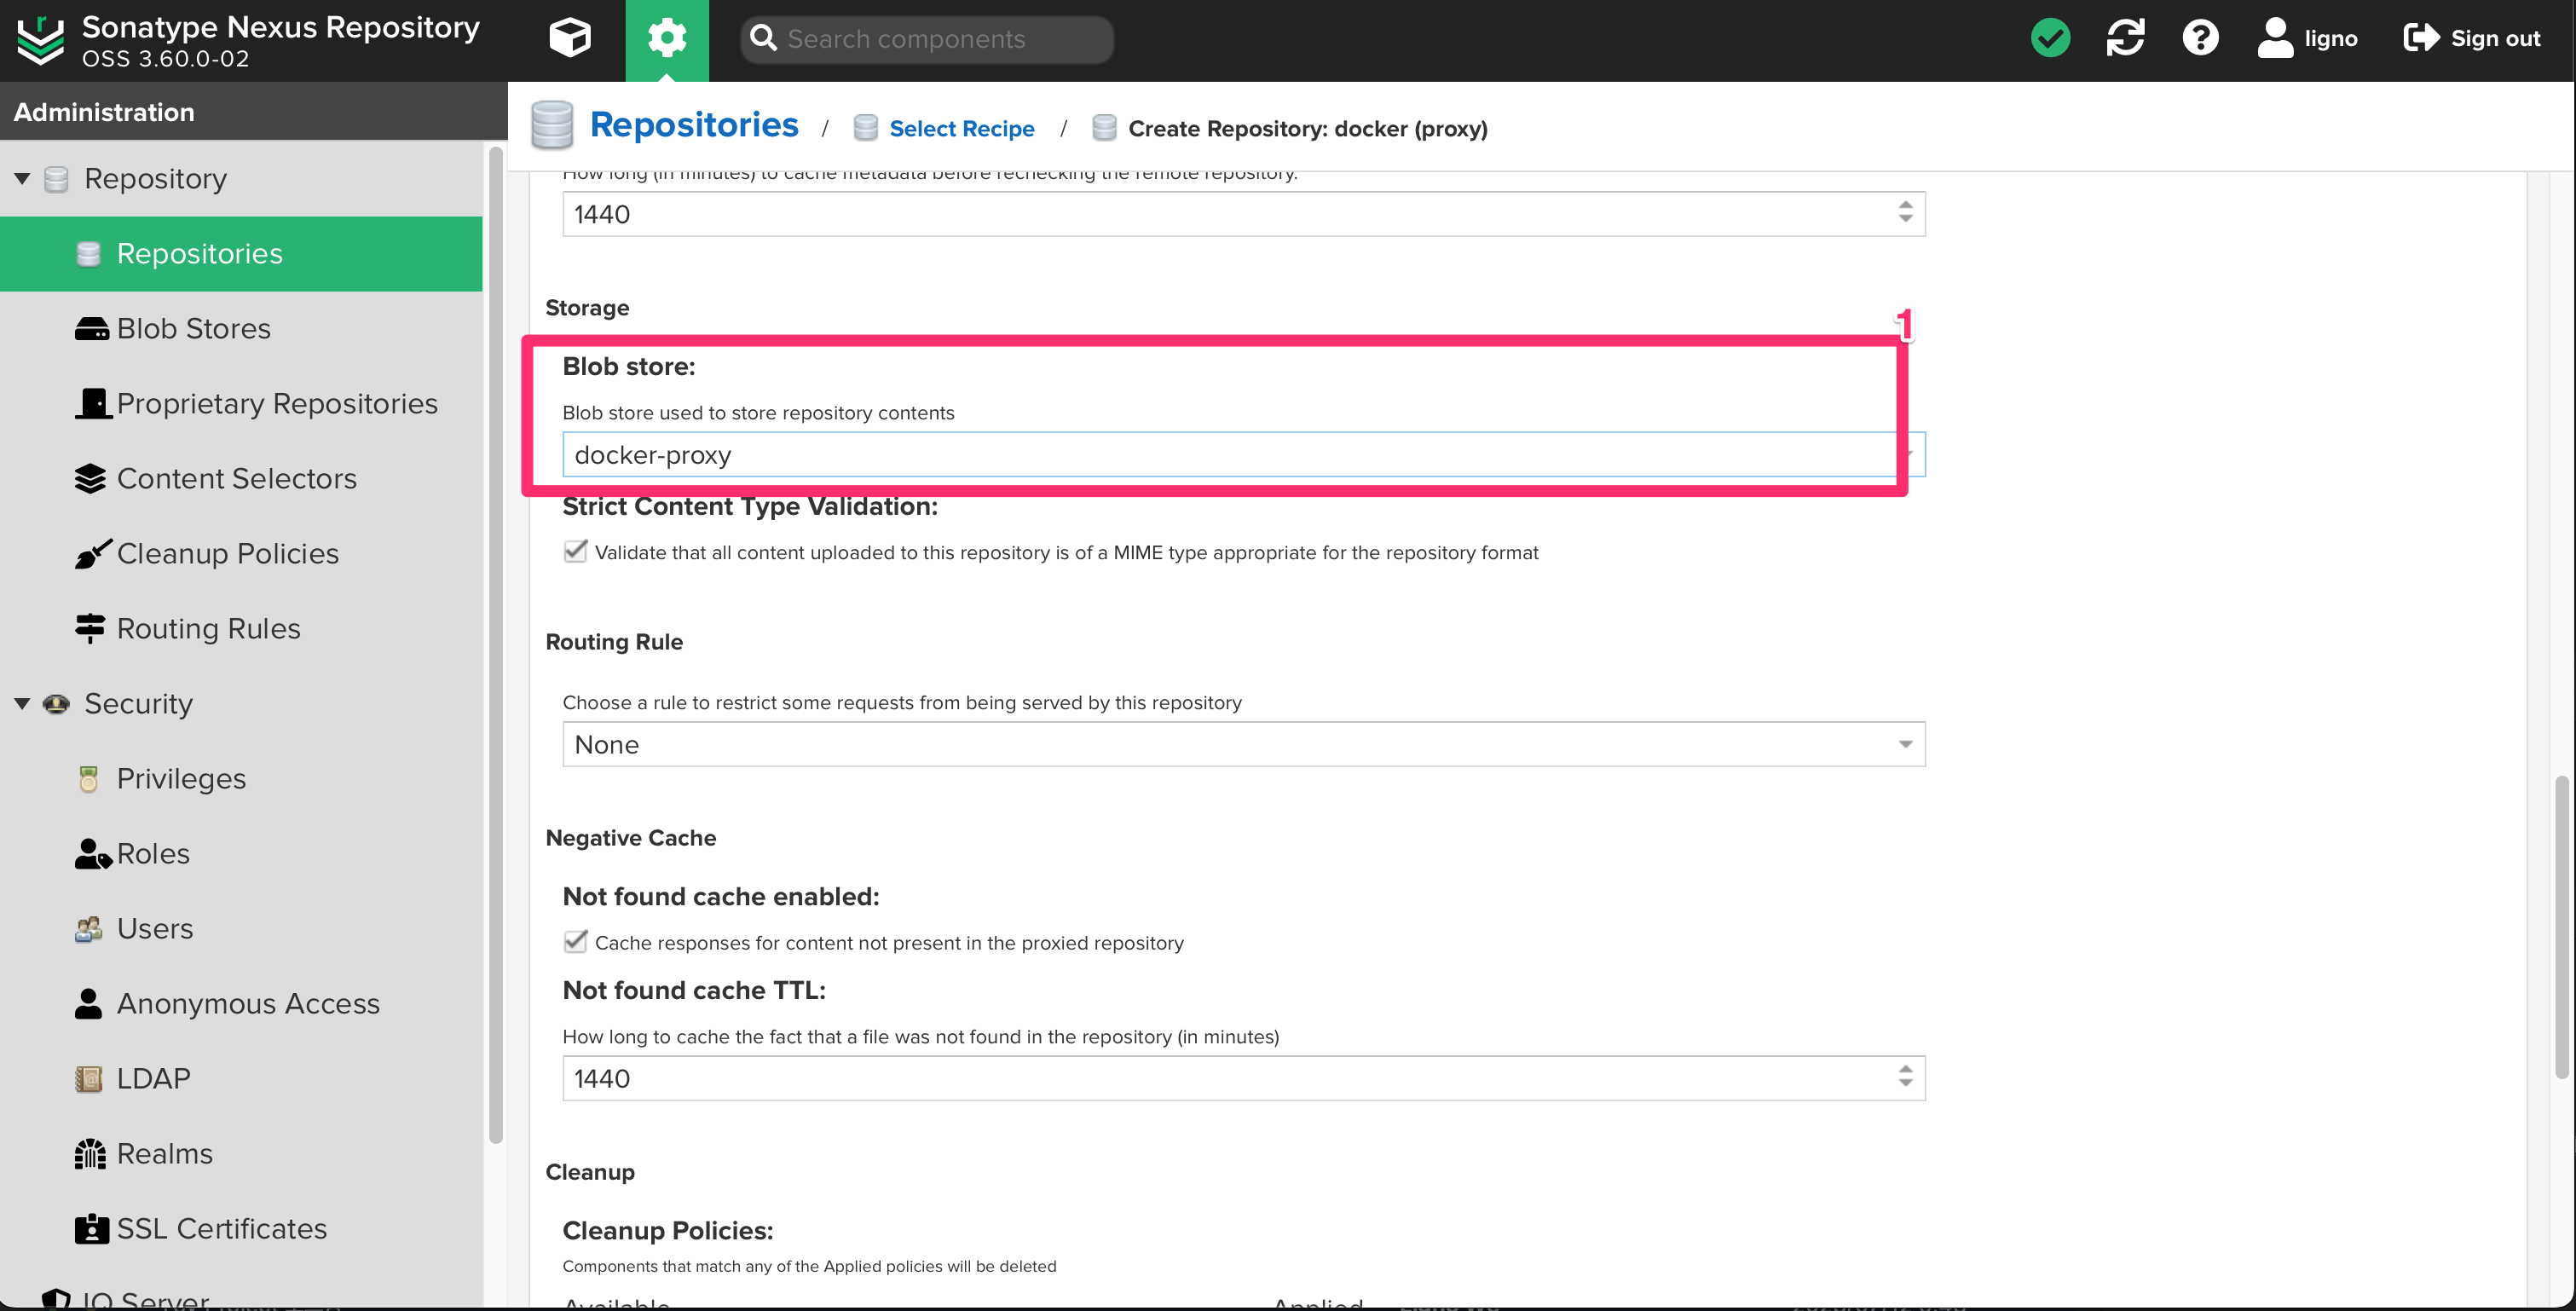 Sonatype Nexus Repository
OSS 3.60.0-02
Search components
ligno
Sign out
Administration
Repository
Repositories
Blob Stores
Proprietary Repositories
Content Selectors
Cleanup Policies
Routing Rules
Security
Privileges
Roles
Users
Anonymous Access
LDAP
Realms
SSL Certificates
IQ Server
Repositories / Select Recipe / Create Repository: docker (proxy)
How long (in minutes) to cache metadata before rechecking the remote repository.
1440
Storage
1
Blob store:
Blob store used to store repository contents
docker-proxy
Strict Content Type Validation:
Validate that all content uploaded to this repository is of a MIME type appropriate for the repository format
Routing Rule
Choose a rule to restrict some requests from being served by this repository
None
Negative Cache
Not found cache enabled:
Cache responses for content not present in the proxied repository
Not found cache TTL:
How long to cache the fact that a file was not found in the repository (in minutes)
1440
Cleanup
Cleanup Policies:
Components that match any of the Applied policies will be deleted
Available
Applied